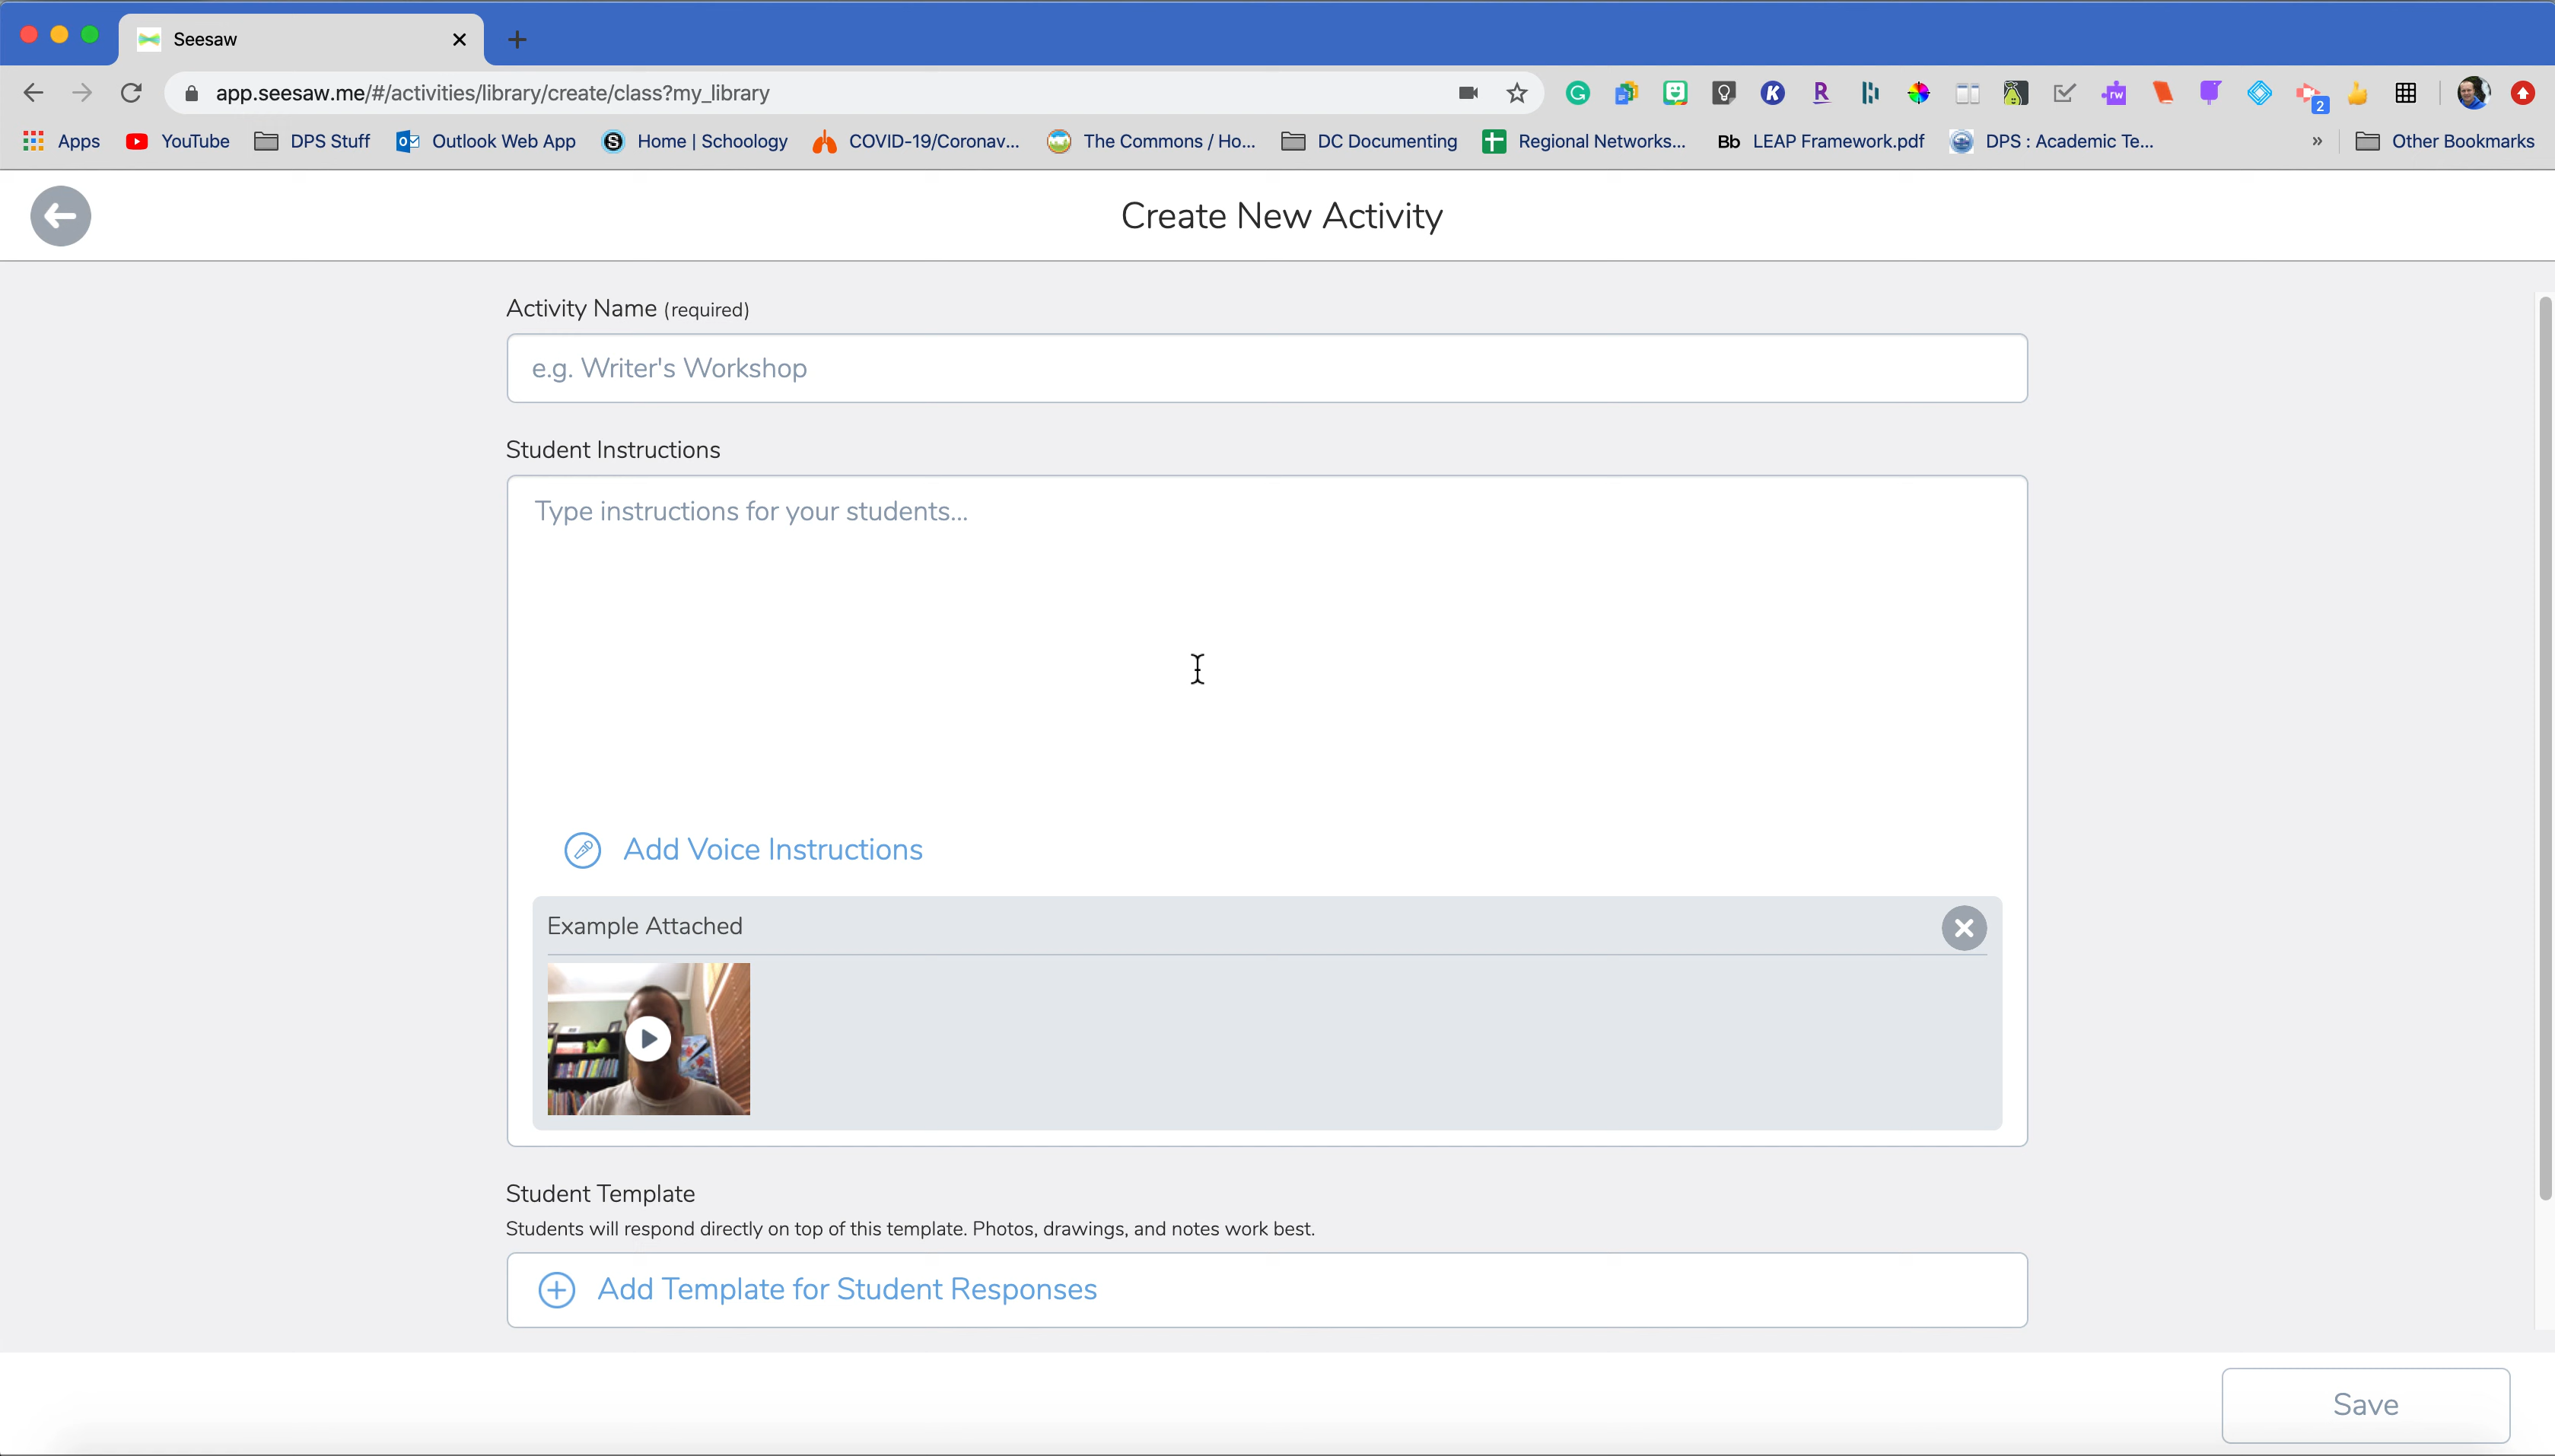 Seesaw
app.seesaw.me/#/activities/library/create/class?my_library
rw
2
Apps
YouTube
DPS Stuff
Outlook Web App
Home | Schoology
COVID-19/Coronav...
The Commons / Ho...
DC Documenting
Regional Networks...
Bb LEAP Framework.pdf
DPS : Academic Te...
»
Other Bookmarks
Create New Activity
Activity Name (required)
e.g. Writer's Workshop
Student Instructions
Type instructions for your students...
Add Voice Instructions
Example Attached
Student Template
Students will respond directly on top of this template. Photos, drawings, and notes work best.
Add Template for Student Responses
Save